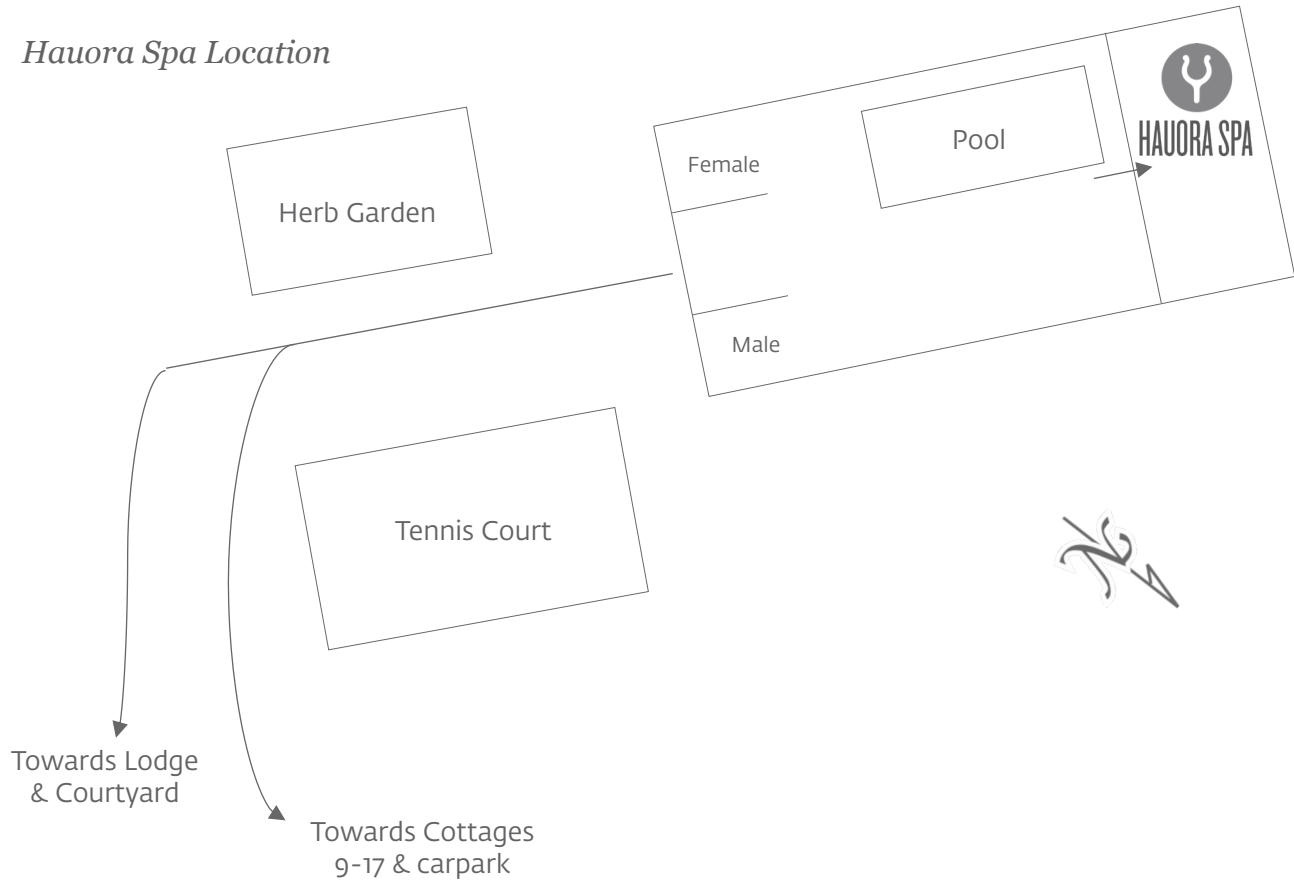 Hauora Spa Location
Herb Garden
Female
Pool
HAUORA SPA
Male
Tennis Court
N
Towards Lodge
& Courtyard
Towards Cottages
9-17 & carpark